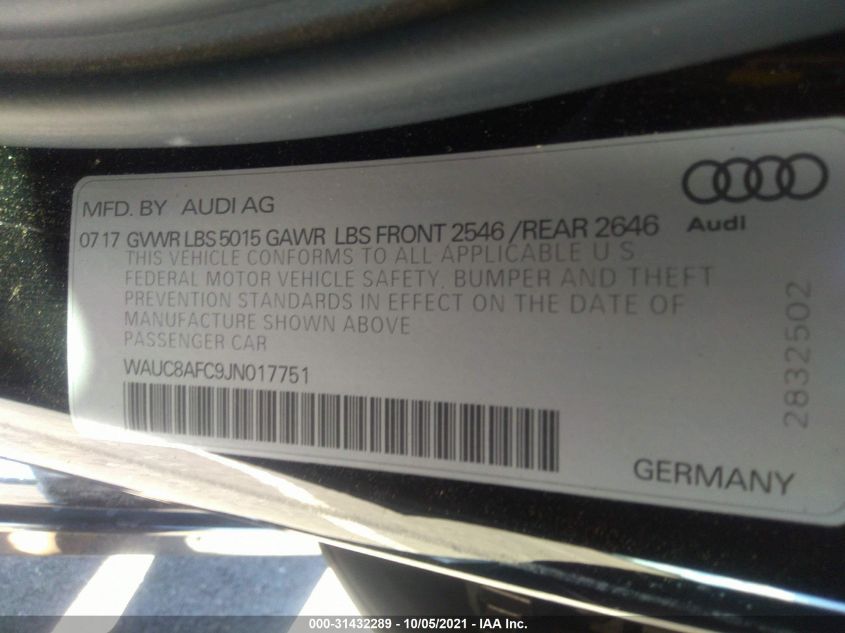 MFD. BY AUDI AG
Audi
0717 GVWR LBS 5015 GAWR LBS FRONT 2546 /REAR 2646
THIS VEHICLE CONFORMS TO ALL APPLICABLE U S
FEDERAL MOTOR VEHICLE SAFETY, BUMPER AND THEFT
PREVENTION STANDARDS IN EFFECT ON THE DATE OF
MANUFACTURE SHOWN ABOVE
PASSENGER CAR
WAUC8AFC9JN017751
2832502
GERMANY
000-31432289 - 10/05/2021 - IAA Inc.